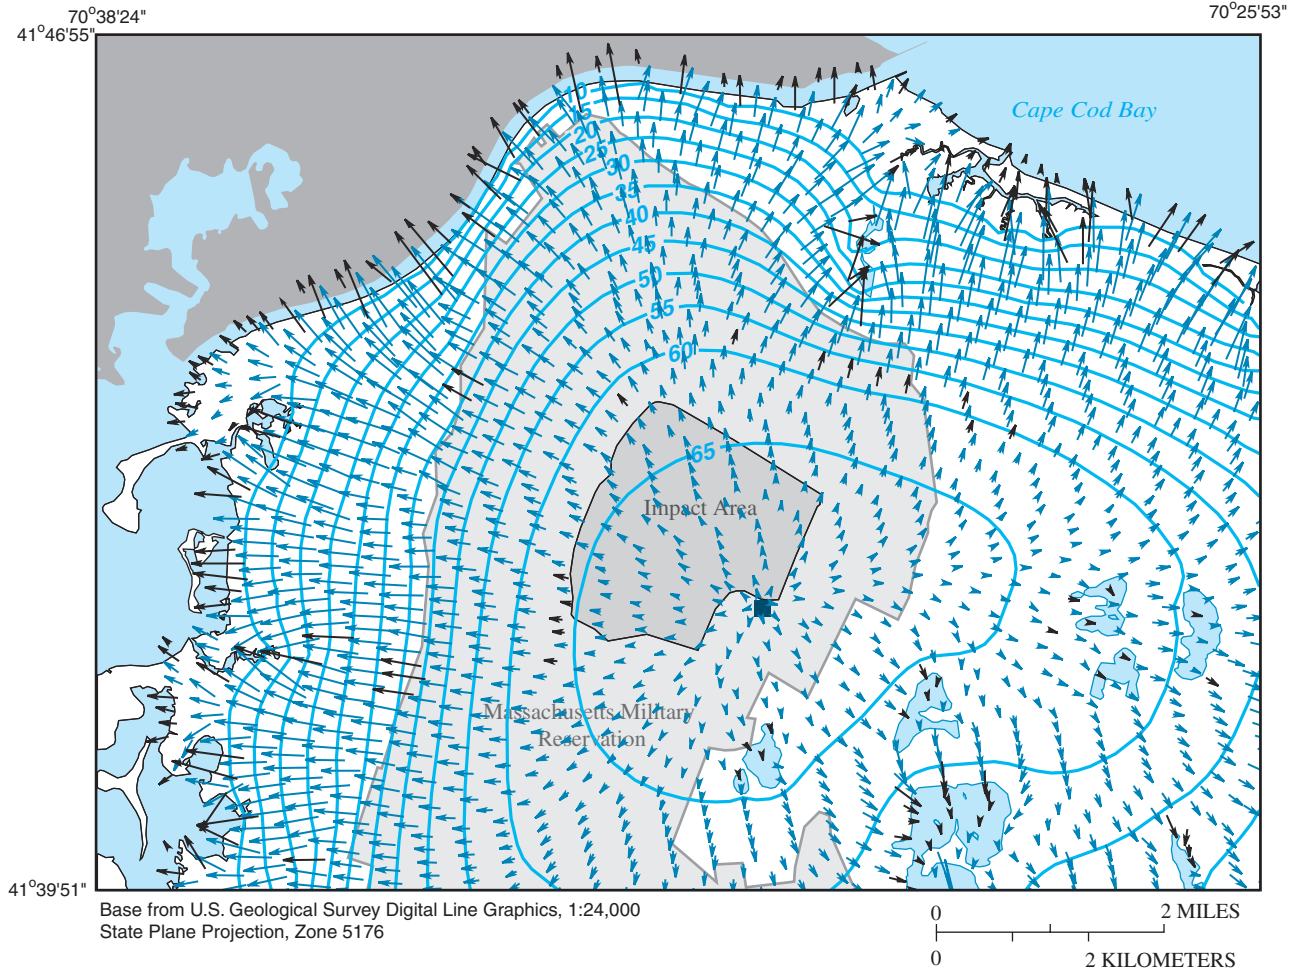 70°38'24"
70°25'53"
41°46'55"
Cape Cod Bay
10
15
20
25
30
35
40
45
50
55
60
65
Impact Area
Massachusetts Military
Reservation
41°39'51"
Base from U.S. Geological Survey Digital Line Graphics, 1:24,000
State Plane Projection, Zone 5176
0 2 MILES
0 2 KILOMETERS